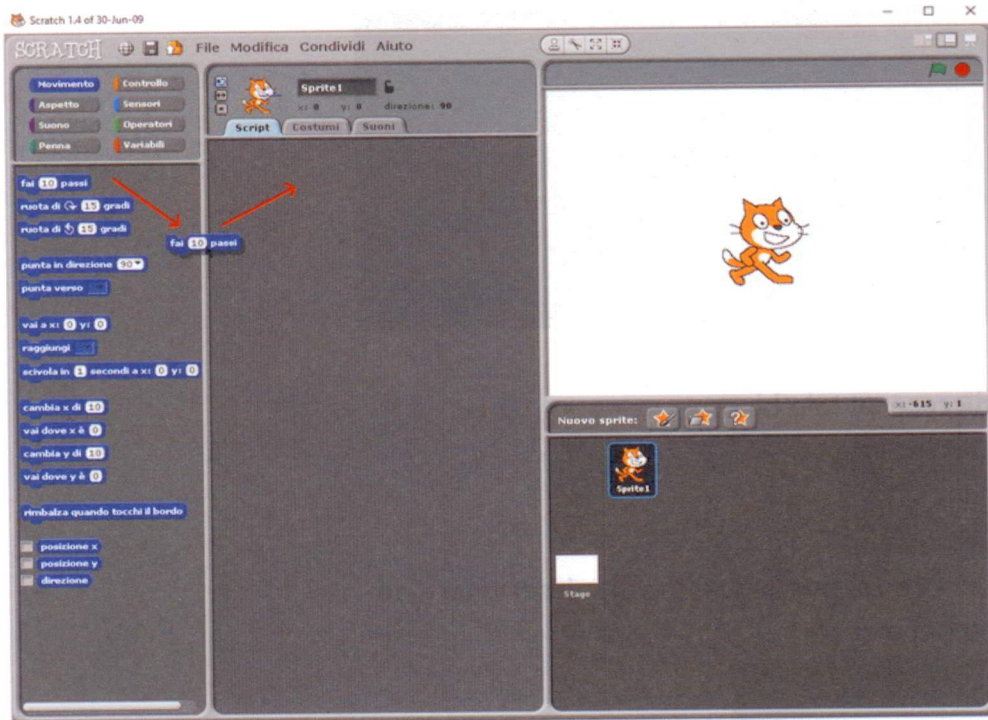 Scratch 1.4 of 30-Jun-09
SCRATCH File Modifica Condividi Aiuto
Movimento Controllo
Aspetto Sensori
Suono Operatori
Penna Variabili
Sprite1
x: 0 y: 0 direzione: 90
Script Costumi Suoni
fai 10 passi
ruota di 15 gradi
ruota di 15 gradi
fai 10 passi
punta in direzione 90
punta verso
vai a x: 0 y: 0
raggiungi
scivola in 1 secondi a x: 0 y: 0
cambia x di 10
vai dove x è 0
cambia y di 10
vai dove y è 0
rimbalza quando tocchi il bordo
posizione x
posizione y
direzione
x: -615 y: 1
Nuovo sprite:
Sprite1
Stage